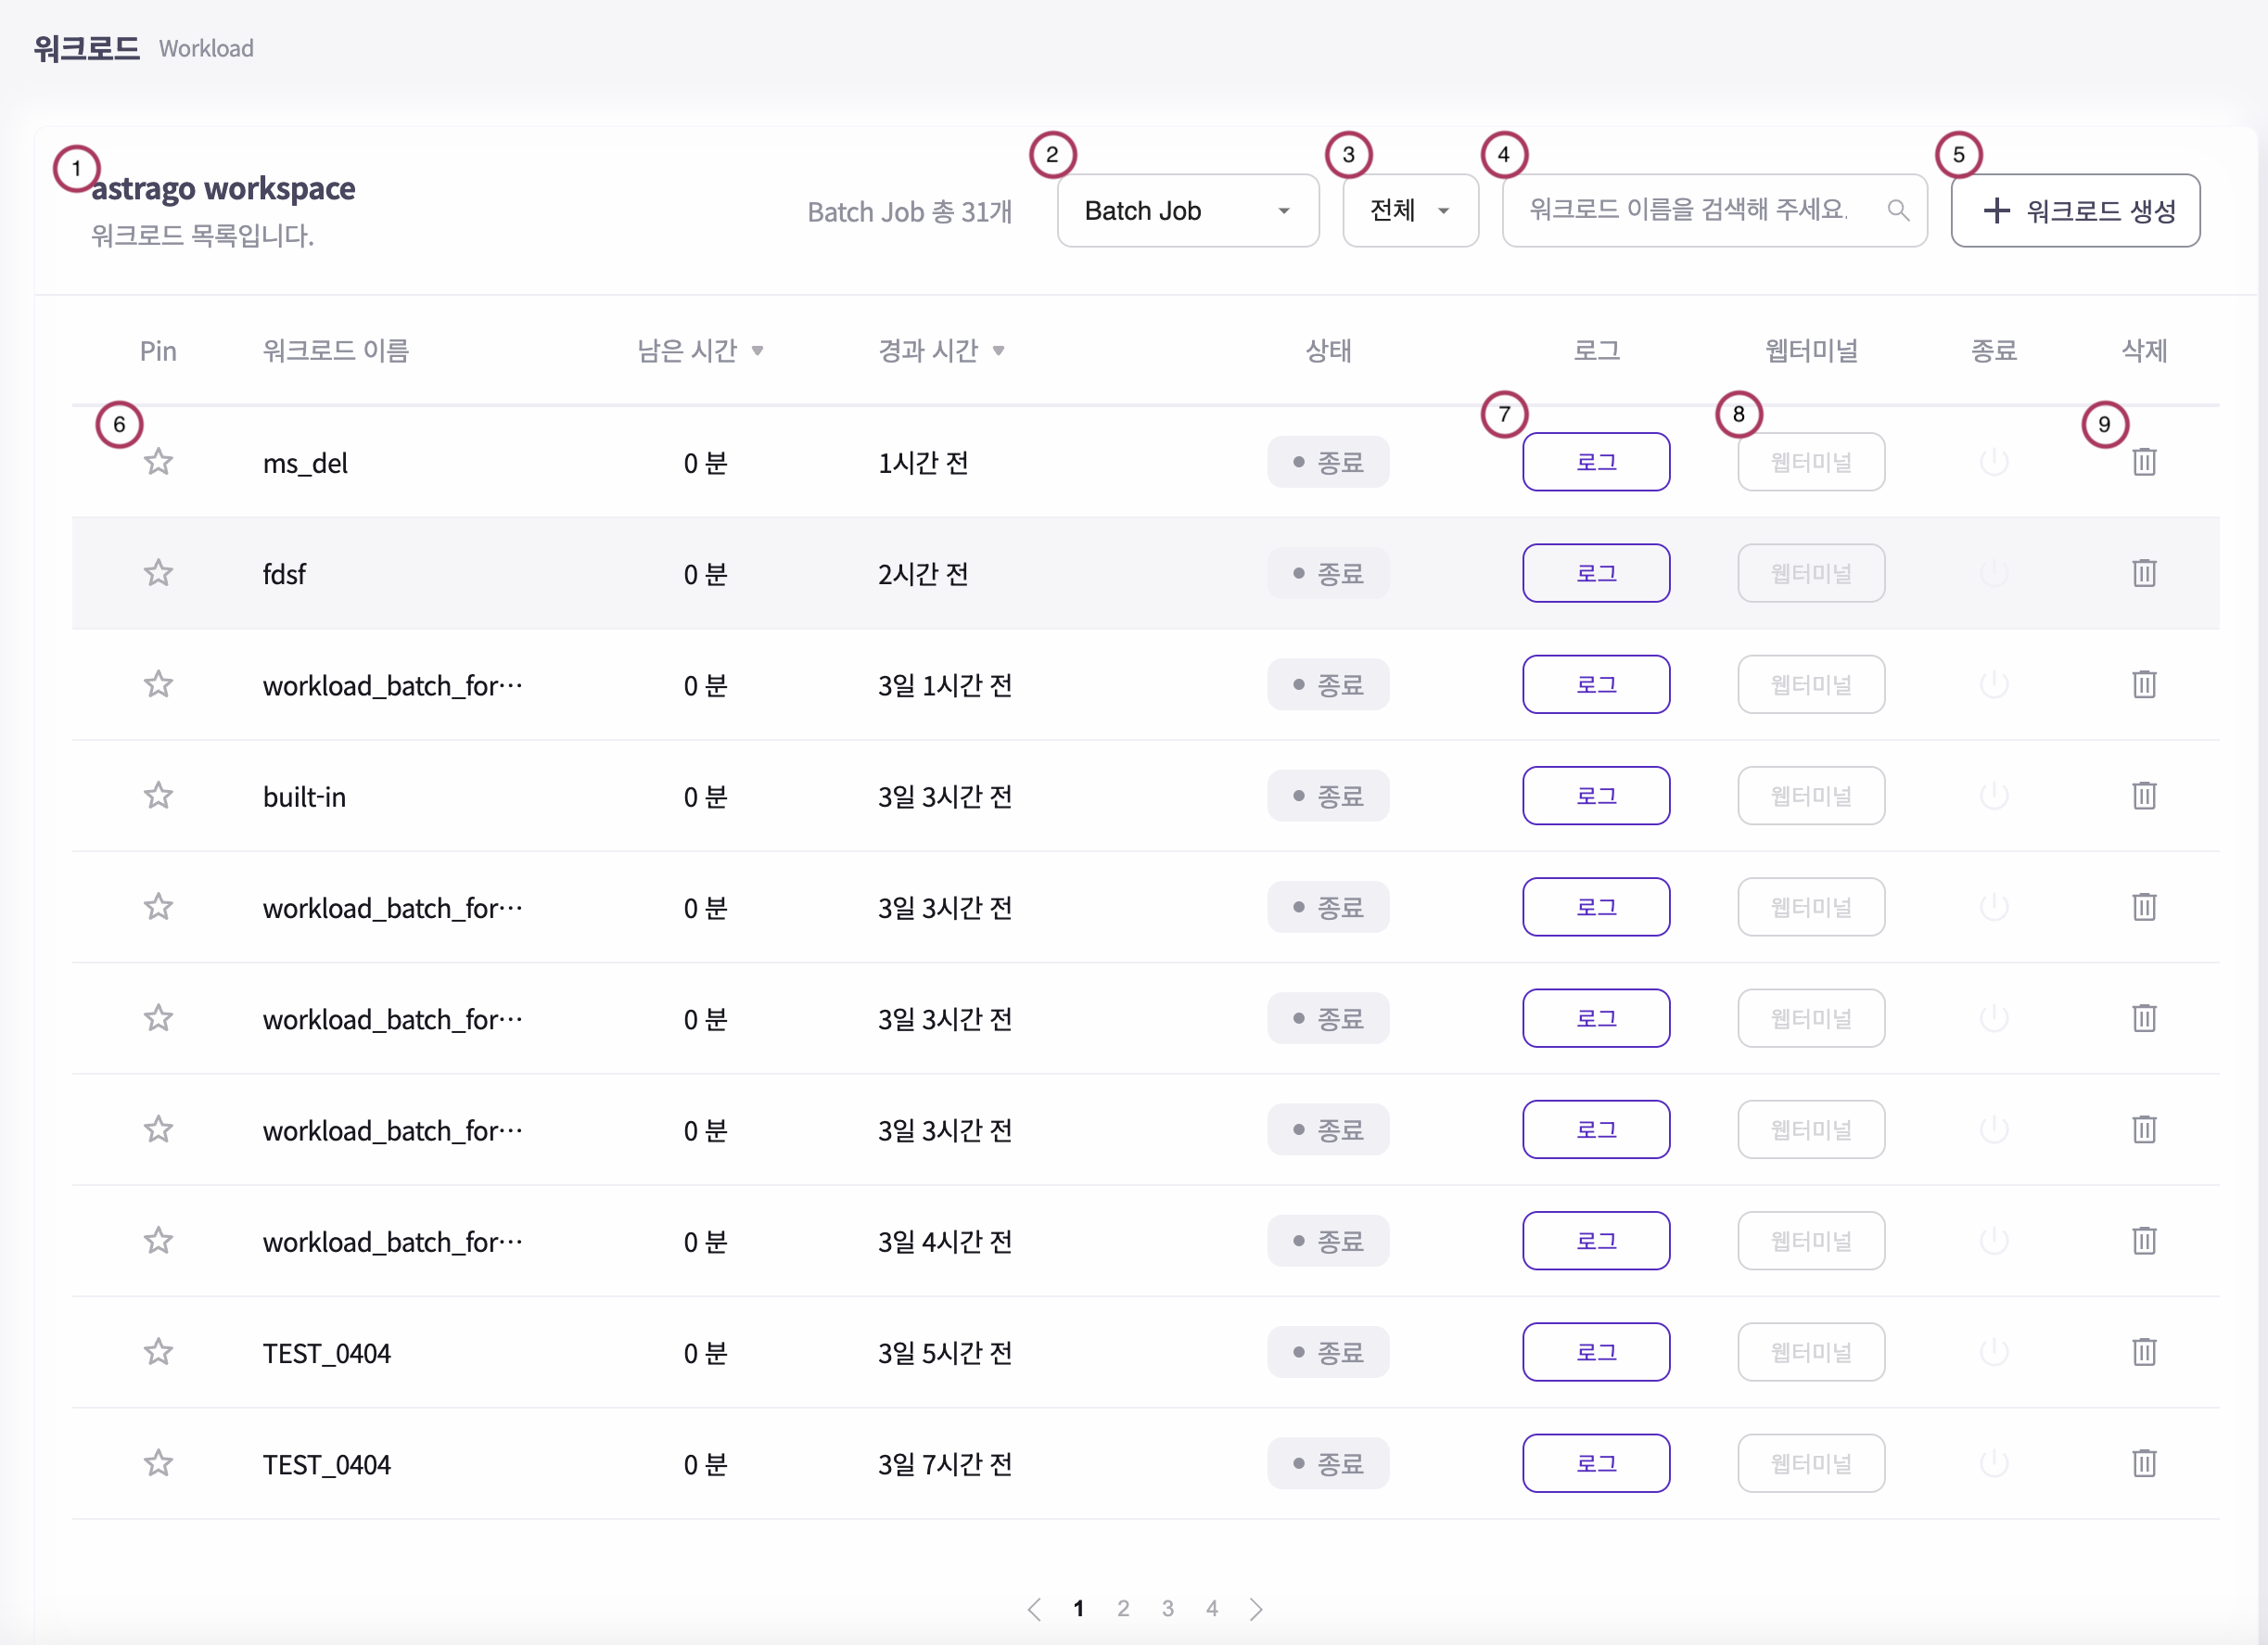 워크로드 Workload
1 2 3 4 5
astrago workspace
워크로드 목록입니다.
Batch Job 총 31개 Batch Job 전체 워크로드 이름을 검색해 주세요. 워크로드 생성
Pin 워크로드 이름 남은 시간 경과 시간 상태 로그 웹터미널 종료 삭제
6 7 8 9
ms_del 0 분 1시간 전 종료 로그 웹터미널
fdsf 0 분 2시간 전 종료 로그 웹터미널
workload_batch_for··· 0 분 3일 1시간 전 종료 로그 웹터미널
built-in 0 분 3일 3시간 전 종료 로그 웹터미널
workload_batch_for··· 0 분 3일 3시간 전 종료 로그 웹터미널
workload_batch_for··· 0 분 3일 3시간 전 종료 로그 웹터미널
workload_batch_for··· 0 분 3일 3시간 전 종료 로그 웹터미널
workload_batch_for··· 0 분 3일 4시간 전 종료 로그 웹터미널
TEST_0404 0 분 3일 5시간 전 종료 로그 웹터미널
TEST_0404 0 분 3일 7시간 전 종료 로그 웹터미널
1 2 3 4